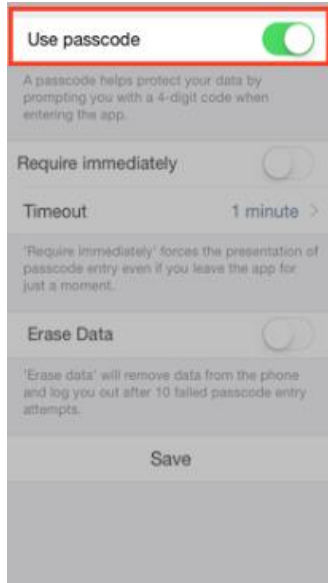 Use passcode
A passcode helps protect your data by
prompting you with a 4-digit code when
entering the app.
Require immediately
Timeout 1 minute >
'Require immediately' forces the presentation of
passcode entry even if you leave the app for
just a moment.
Erase Data
'Erase data' will remove data from the phone
and log you out after 10 failed passcode entry
attempts.
Save